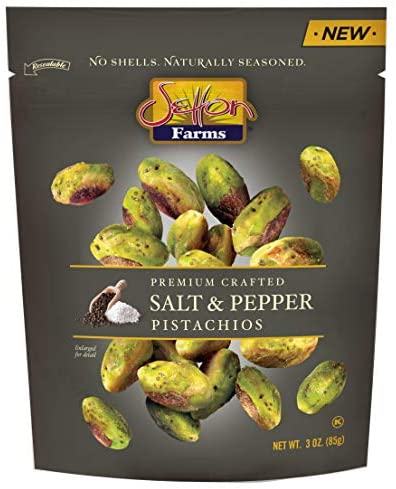 NEW
NO SHELLS. NATURALLY SEASONED.
Resealable
Setton
Farms
PREMIUM CRAFTED
SALT & PEPPER
PISTACHIOS
Enlarged
for detail
K
NET WT. 3 OZ. (85g)